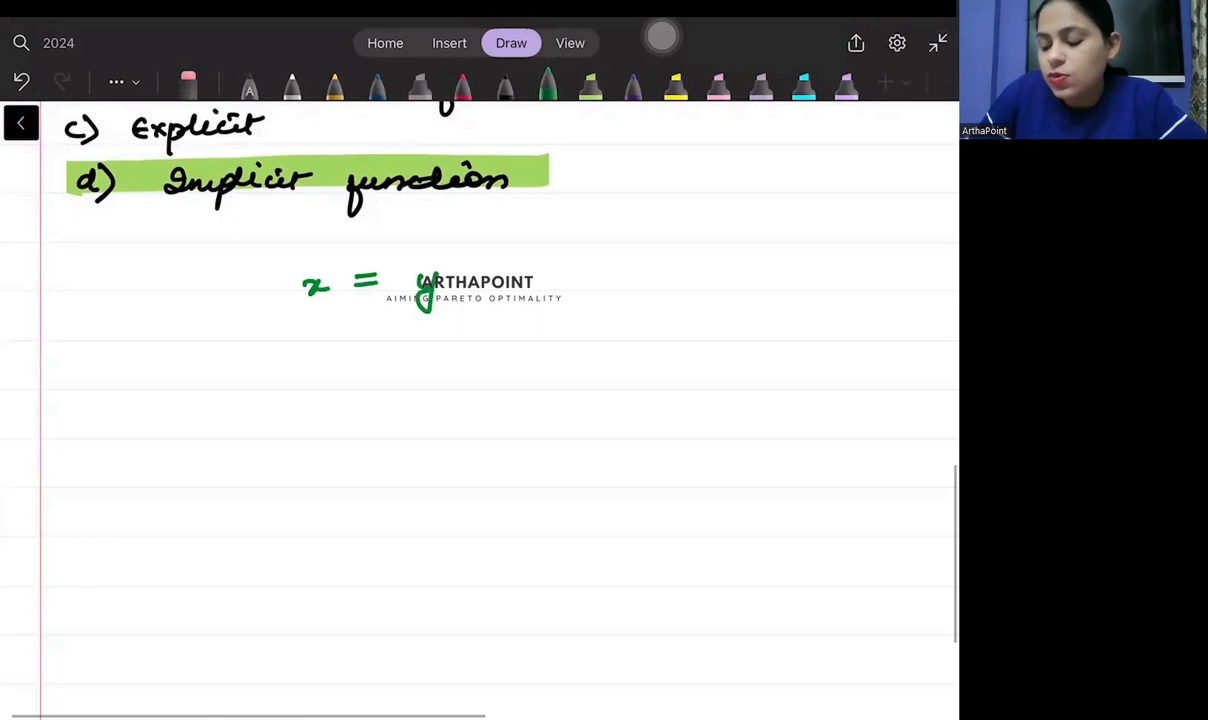 2024
Home Insert Draw View
ArthaPoint
c) Explicit
d) Implicit function
x = y
ARTHAPOINT
AIMING PARETO OPTIMALITY